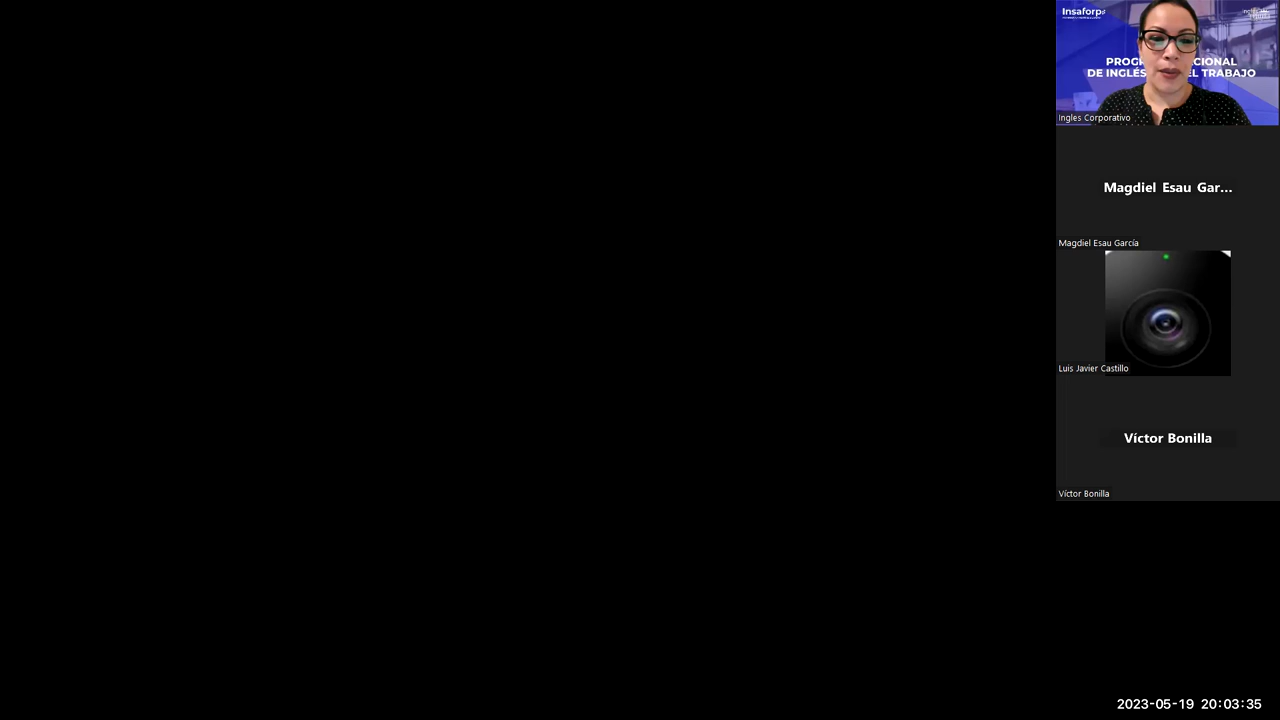 Insaforp
PROGR CIONAL
DE INGLÉS EL TRABAJO
Ingles Corporativo
Magdiel Esau Gar...
Magdiel Esau García
Luis Javier Castillo
Víctor Bonilla
Víctor Bonilla
2023-05-19 20:03:35